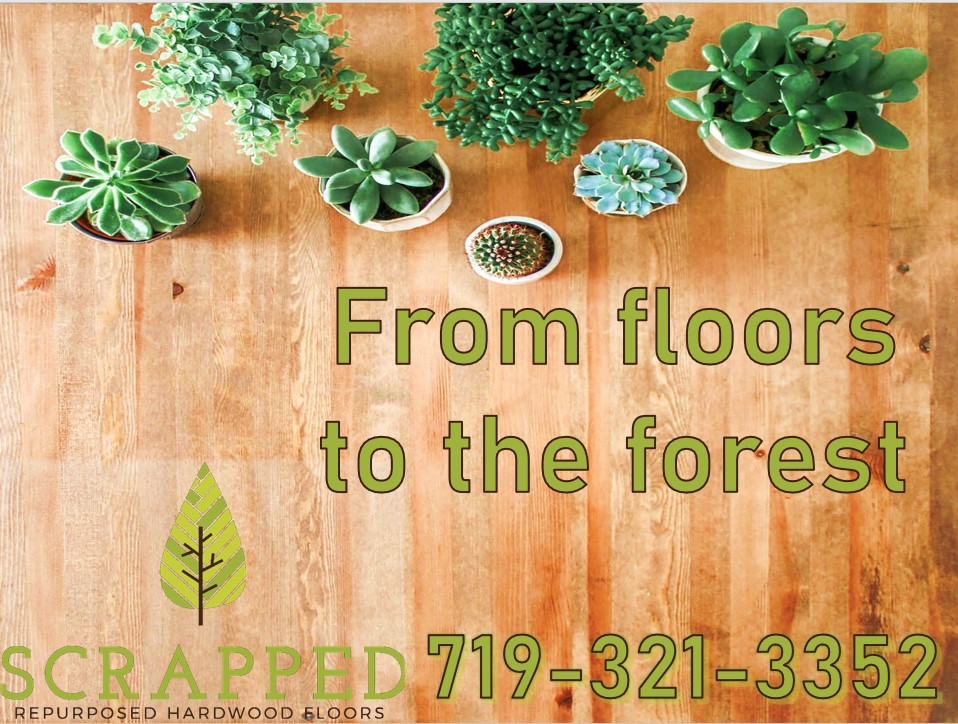 From floors
to the forest
SCRAPPED
REPURPOSED HARDWOOD FLOORS
719-321-3352